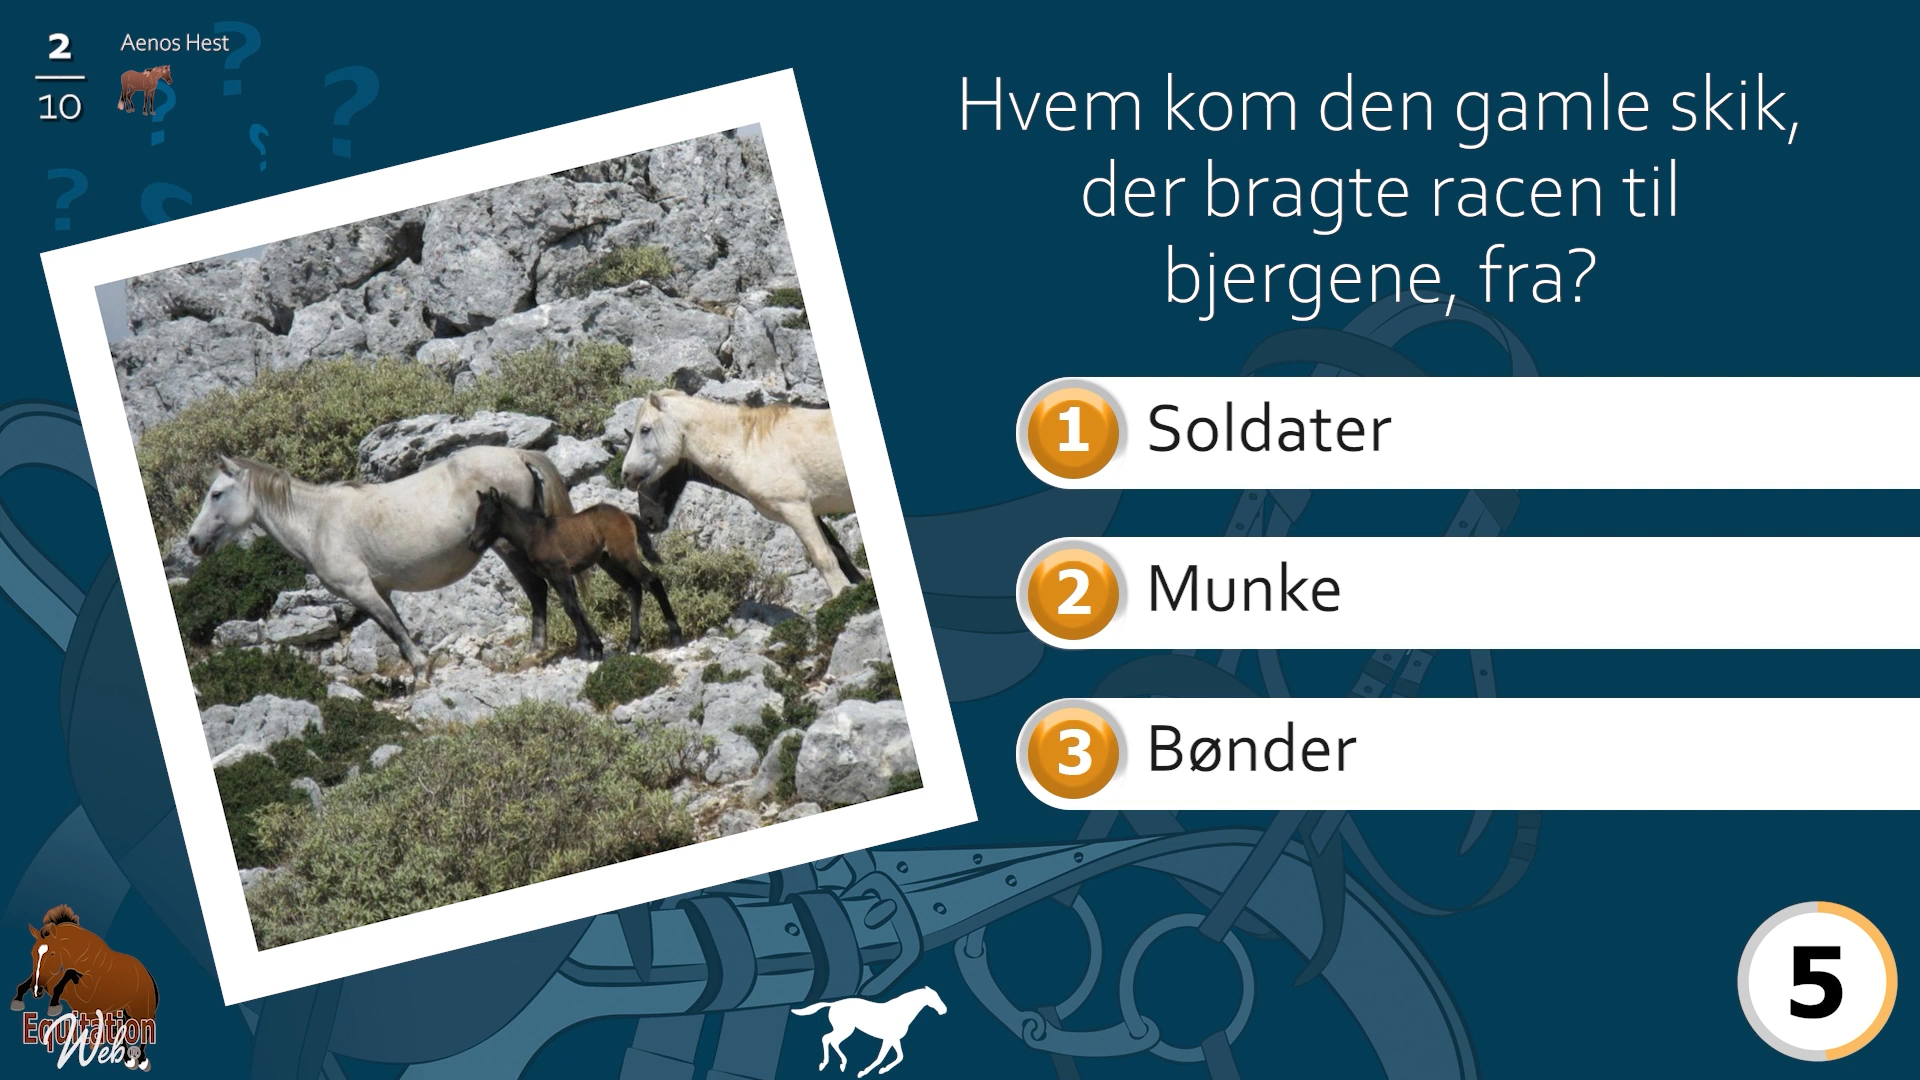 2
10
Aenos Hest
Hvem kom den gamle skik,
der bragte racen til
bjergene, fra?
1 Soldater
2 Munke
3 Bønder
5
Equitation
Web